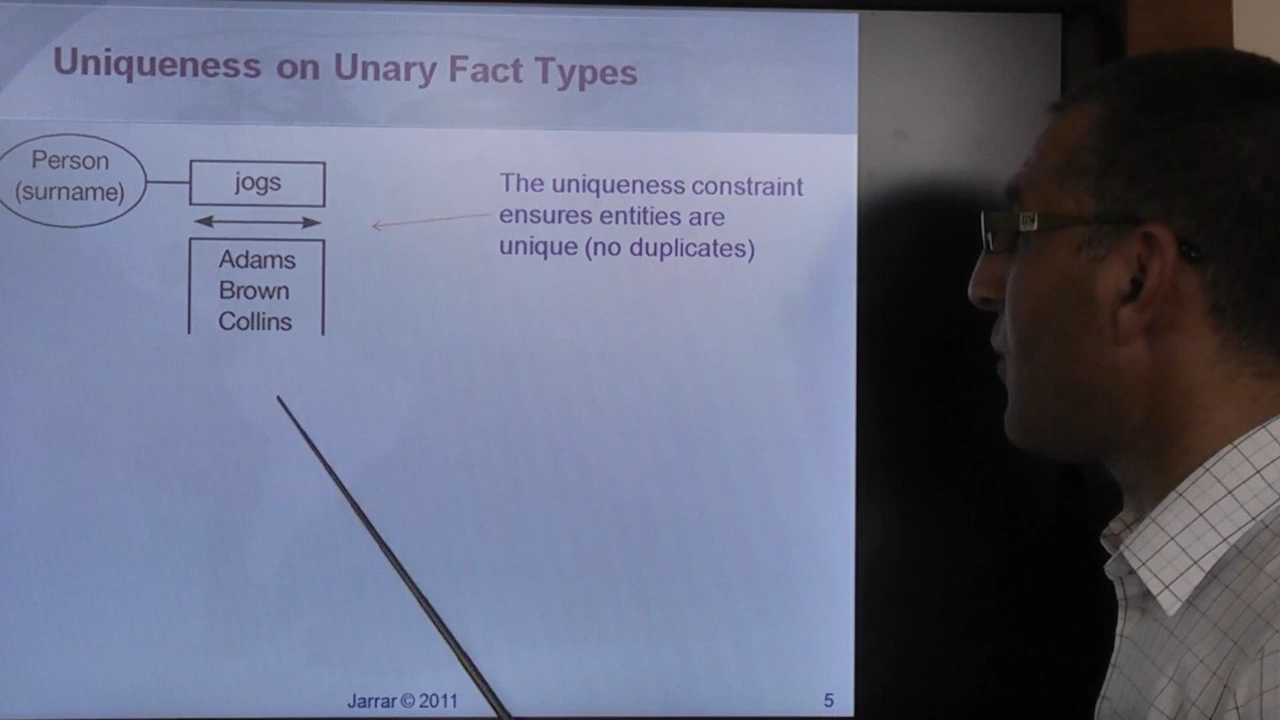 Uniqueness on Unary Fact Types
Person
(surname)
jogs
The uniqueness constraint
ensures entities are
unique (no duplicates)
Adams
Brown
Collins
Jarrar © 2011
5